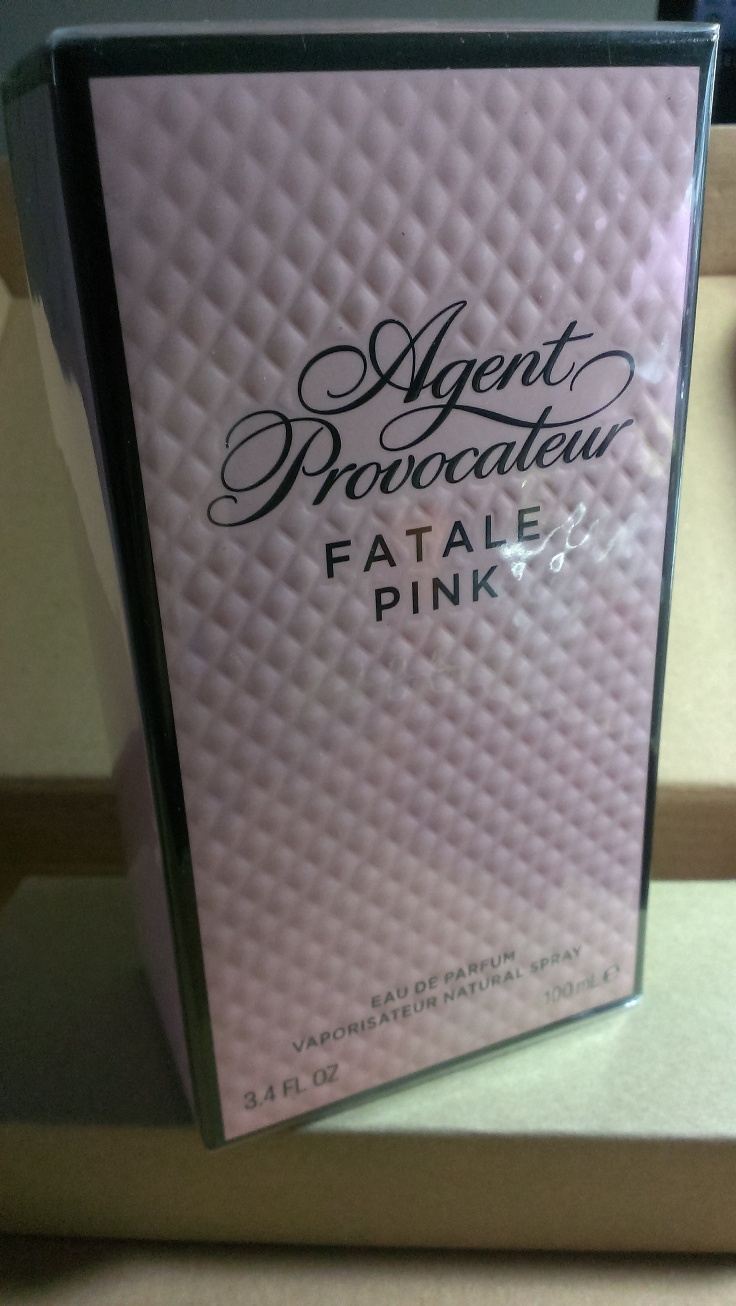 Agent
Provocateur
FATALE
PINK
EAU DE PARFUM
VAPORISATEUR NATURAL SPRAY
3.4 FL OZ
100 mL ℮